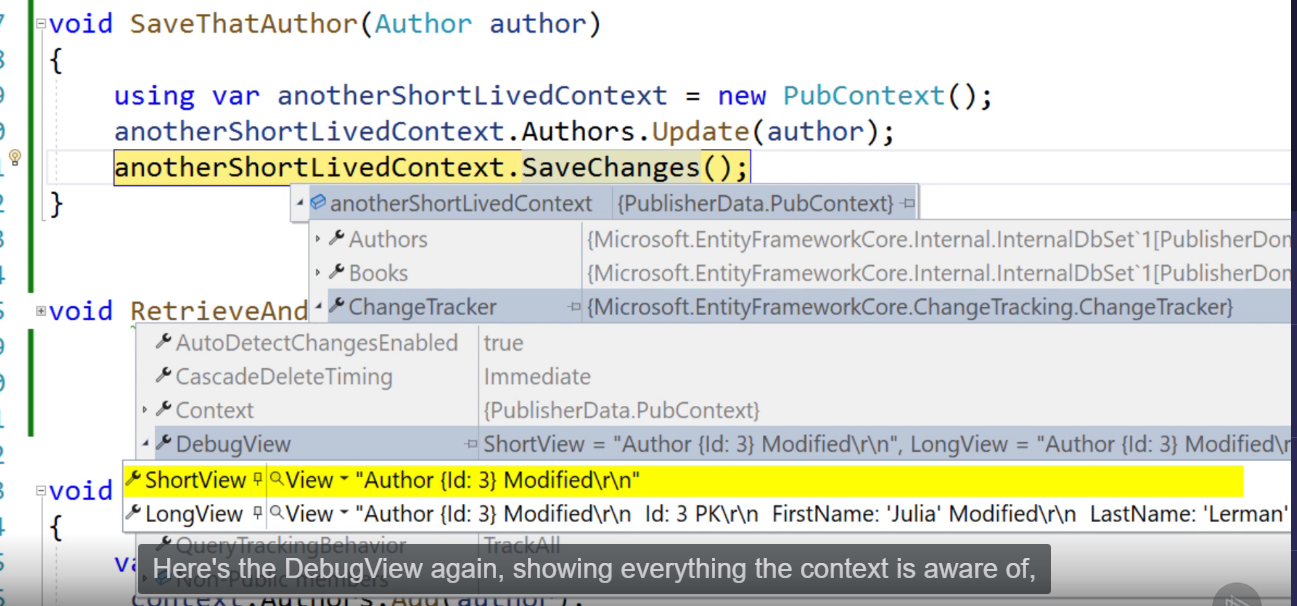 void SaveThatAuthor(Author author)
{
using var anotherShortLivedContext = new PubContext();
anotherShortLivedContext.Authors.Update(author);
anotherShortLivedContext.SaveChanges();
}
anotherShortLivedContext {PublisherData.PubContext}
Authors {Microsoft.EntityFrameworkCore.Internal.InternalDbSet`1[PublisherDom
Books {Microsoft.EntityFrameworkCore.Internal.InternalDbSet`1[PublisherDom
void RetrieveAnd ChangeTracker {Microsoft.EntityFrameworkCore.ChangeTracking.ChangeTracker}
AutoDetectChangesEnabled true
CascadeDeleteTiming Immediate
Context {PublisherData.PubContext}
DebugView ShortView = "Author {Id: 3} Modified\r\n", LongView = "Author {Id: 3} Modified\r
void ShortView View "Author {Id: 3} Modified\r\n"
{ LongView View "Author {Id: 3} Modified\r\n  Id: 3 PK\r\n  FirstName: 'Julia' Modified\r\n  LastName: 'Lerman'
QueryTrackingBehavior TrackAll
va Here's the DebugView again, showing everything the context is aware of,
Non-Public members
context.Authors.Add(author);